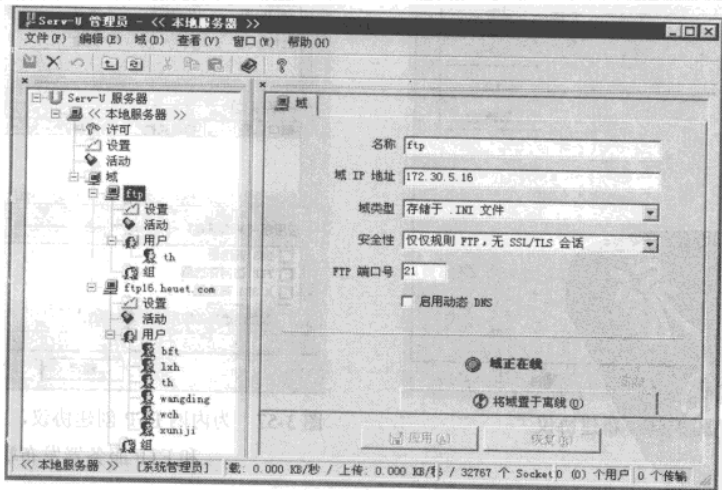 Serv-U 管理员 - << 本地服务器 >>
文件(F) 编辑(E) 域(D) 查看(V) 窗口(W) 帮助(H)
Serv-U 服务器
<< 本地服务器 >>
许可
设置
活动
域
ftp
设置
活动
用户
th
组
ftp16.heuet.com
设置
活动
用户
bft
lxh
th
wangding
wch
xuniji
组
域
名称 ftp
域 IP 地址 172.30.5.16
域类型 存储于 .INI 文件
安全性 仅仅规则 FTP，无 SSL/TLS 会话
FTP 端口号 21
启用动态 DNS
域正在线
将域置于离线(O)
应用(A) 恢复(R)
<< 本地服务器 >> [系统管理员] 载: 0.000 KB/秒 / 上传: 0.000 KB/ / 32767 个 Socket 0 (0) 个用户 0 个传输